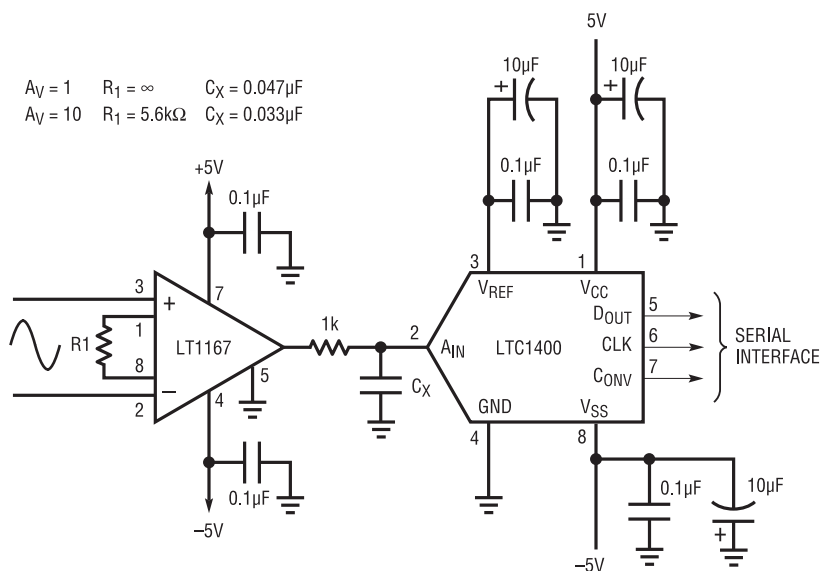 A_V = 1 R_1 = ∞ C_X = 0.047µF
A_V = 10 R_1 = 5.6kΩ C_X = 0.033µF
5V
10µF
+
10µF
+
+5V
0.1µF
0.1µF
0.1µF
3
7
3
1
+
V_REF
V_CC
5
D_OUT
1
1k
2
6
R1
LT1167
A_IN
LTC1400
CLK
SERIAL
INTERFACE
8
5
7
C_ONV
–
4
C_X
GND
V_SS
2
4
8
0.1µF
0.1µF
10µF
+
–5V
–5V